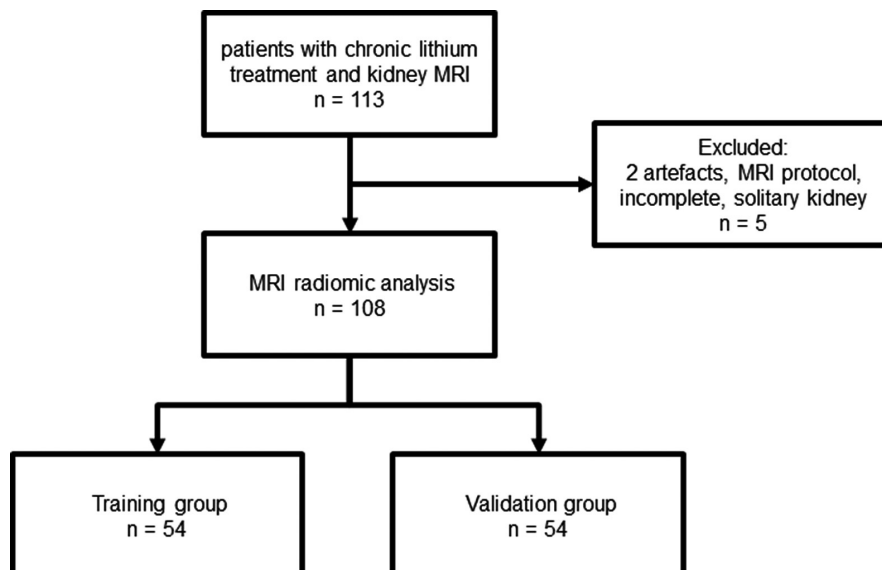 patients with chronic lithium
treatment and kidney MRI
n = 113
Excluded:
2 artefacts, MRI protocol,
incomplete, solitary kidney
n = 5
MRI radiomic analysis
n = 108
Training group
n = 54
Validation group
n = 54